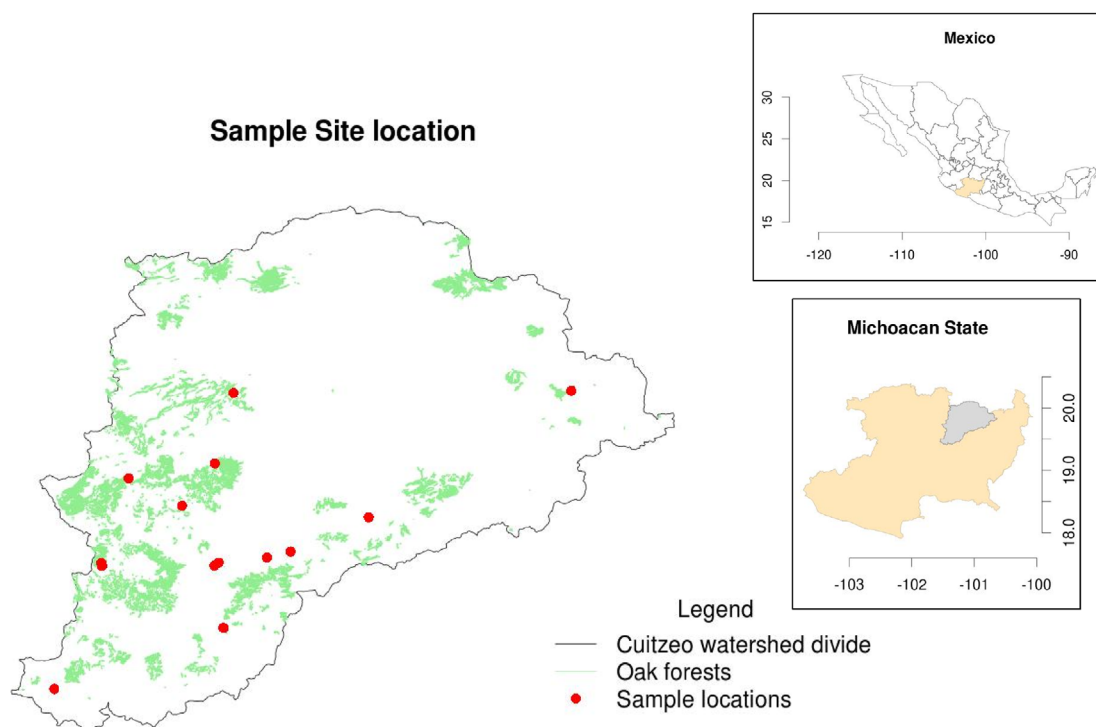 Sample Site location
Mexico
30
25
20
15
-120 -110 -100 -90
Michoacan State
20.0
19.0
18.0
-103 -102 -101 -100
Legend
Cuitzeo watershed divide
Oak forests
Sample locations